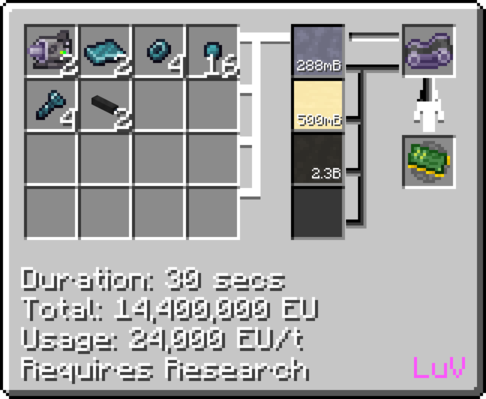 2 2 4 16 288mB
4 2 500mB
2.3B
Duration: 30 secs
Total: 14,400,000 EU
Usage: 24,000 EU/t
Requires Research LuV